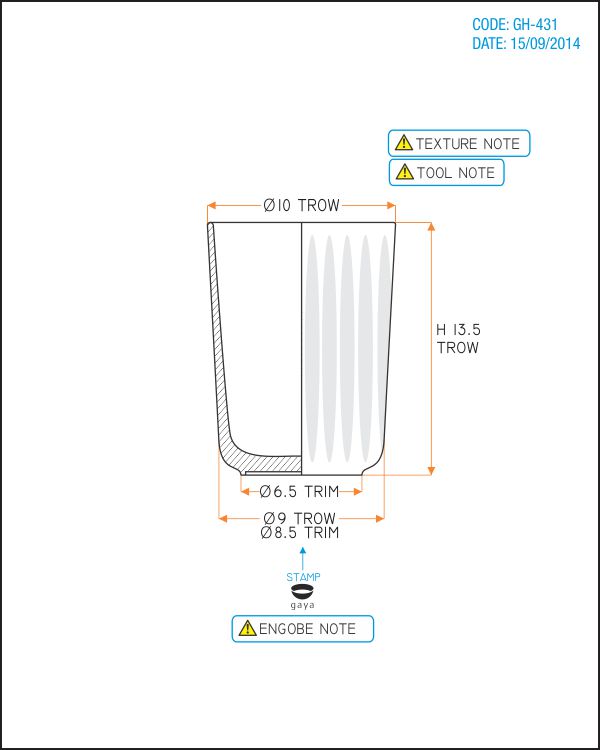 CODE: GH-431
DATE: 15/09/2014
TEXTURE NOTE
TOOL NOTE
Ø10 TROW
H 13.5
TROW
Ø6.5 TRIM
Ø9 TROW
Ø8.5 TRIM
STAMP
gaya
ENGOBE NOTE